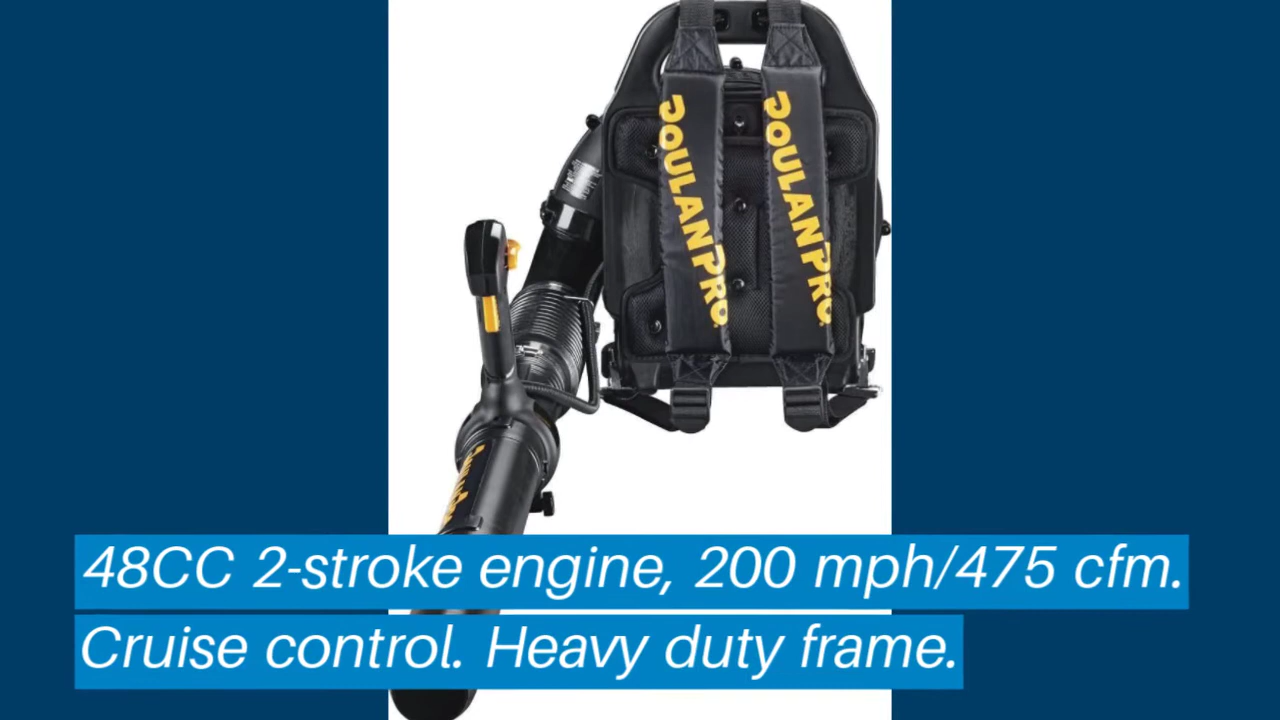 POULANPRO
POULANPRO
48CC 2-stroke engine, 200 mph/475 cfm.
Cruise control. Heavy duty frame.